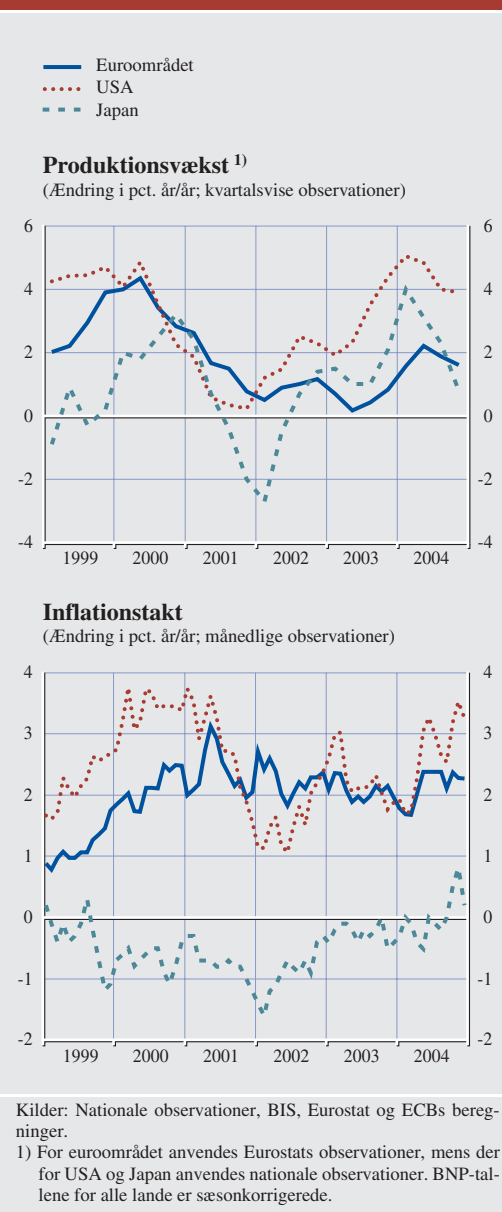 Euroområdet
USA
Japan
Produktionsvækst 1)
(Ændring i pct. år/år; kvartalsvise observationer)
6 6
4 4
2 2
0 0
-2 -2
-4 -4
1999 2000 2001 2002 2003 2004
Inflationstakt
(Ændring i pct. år/år; månedlige observationer)
4 4
3 3
2 2
1 1
0 0
-1 -1
-2 -2
1999 2000 2001 2002 2003 2004
Kilder: Nationale observationer, BIS, Eurostat og ECBs bereg-
ninger.
1) For euroområdet anvendes Eurostats observationer, mens der
for USA og Japan anvendes nationale observationer. BNP-tal-
lene for alle lande er sæsonkorrigerede.